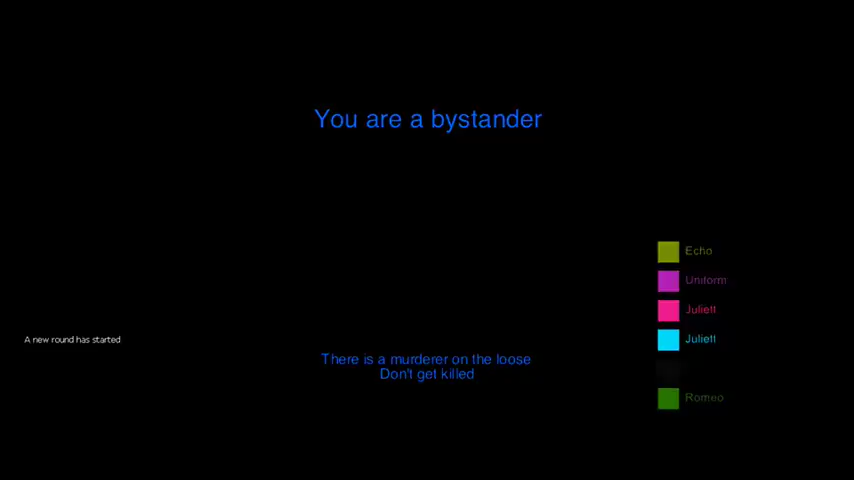 You are a bystander
Echo
Uniform
Juliett
Juliett
A new round has started
There is a murderer on the loose
Don't get killed
Romeo